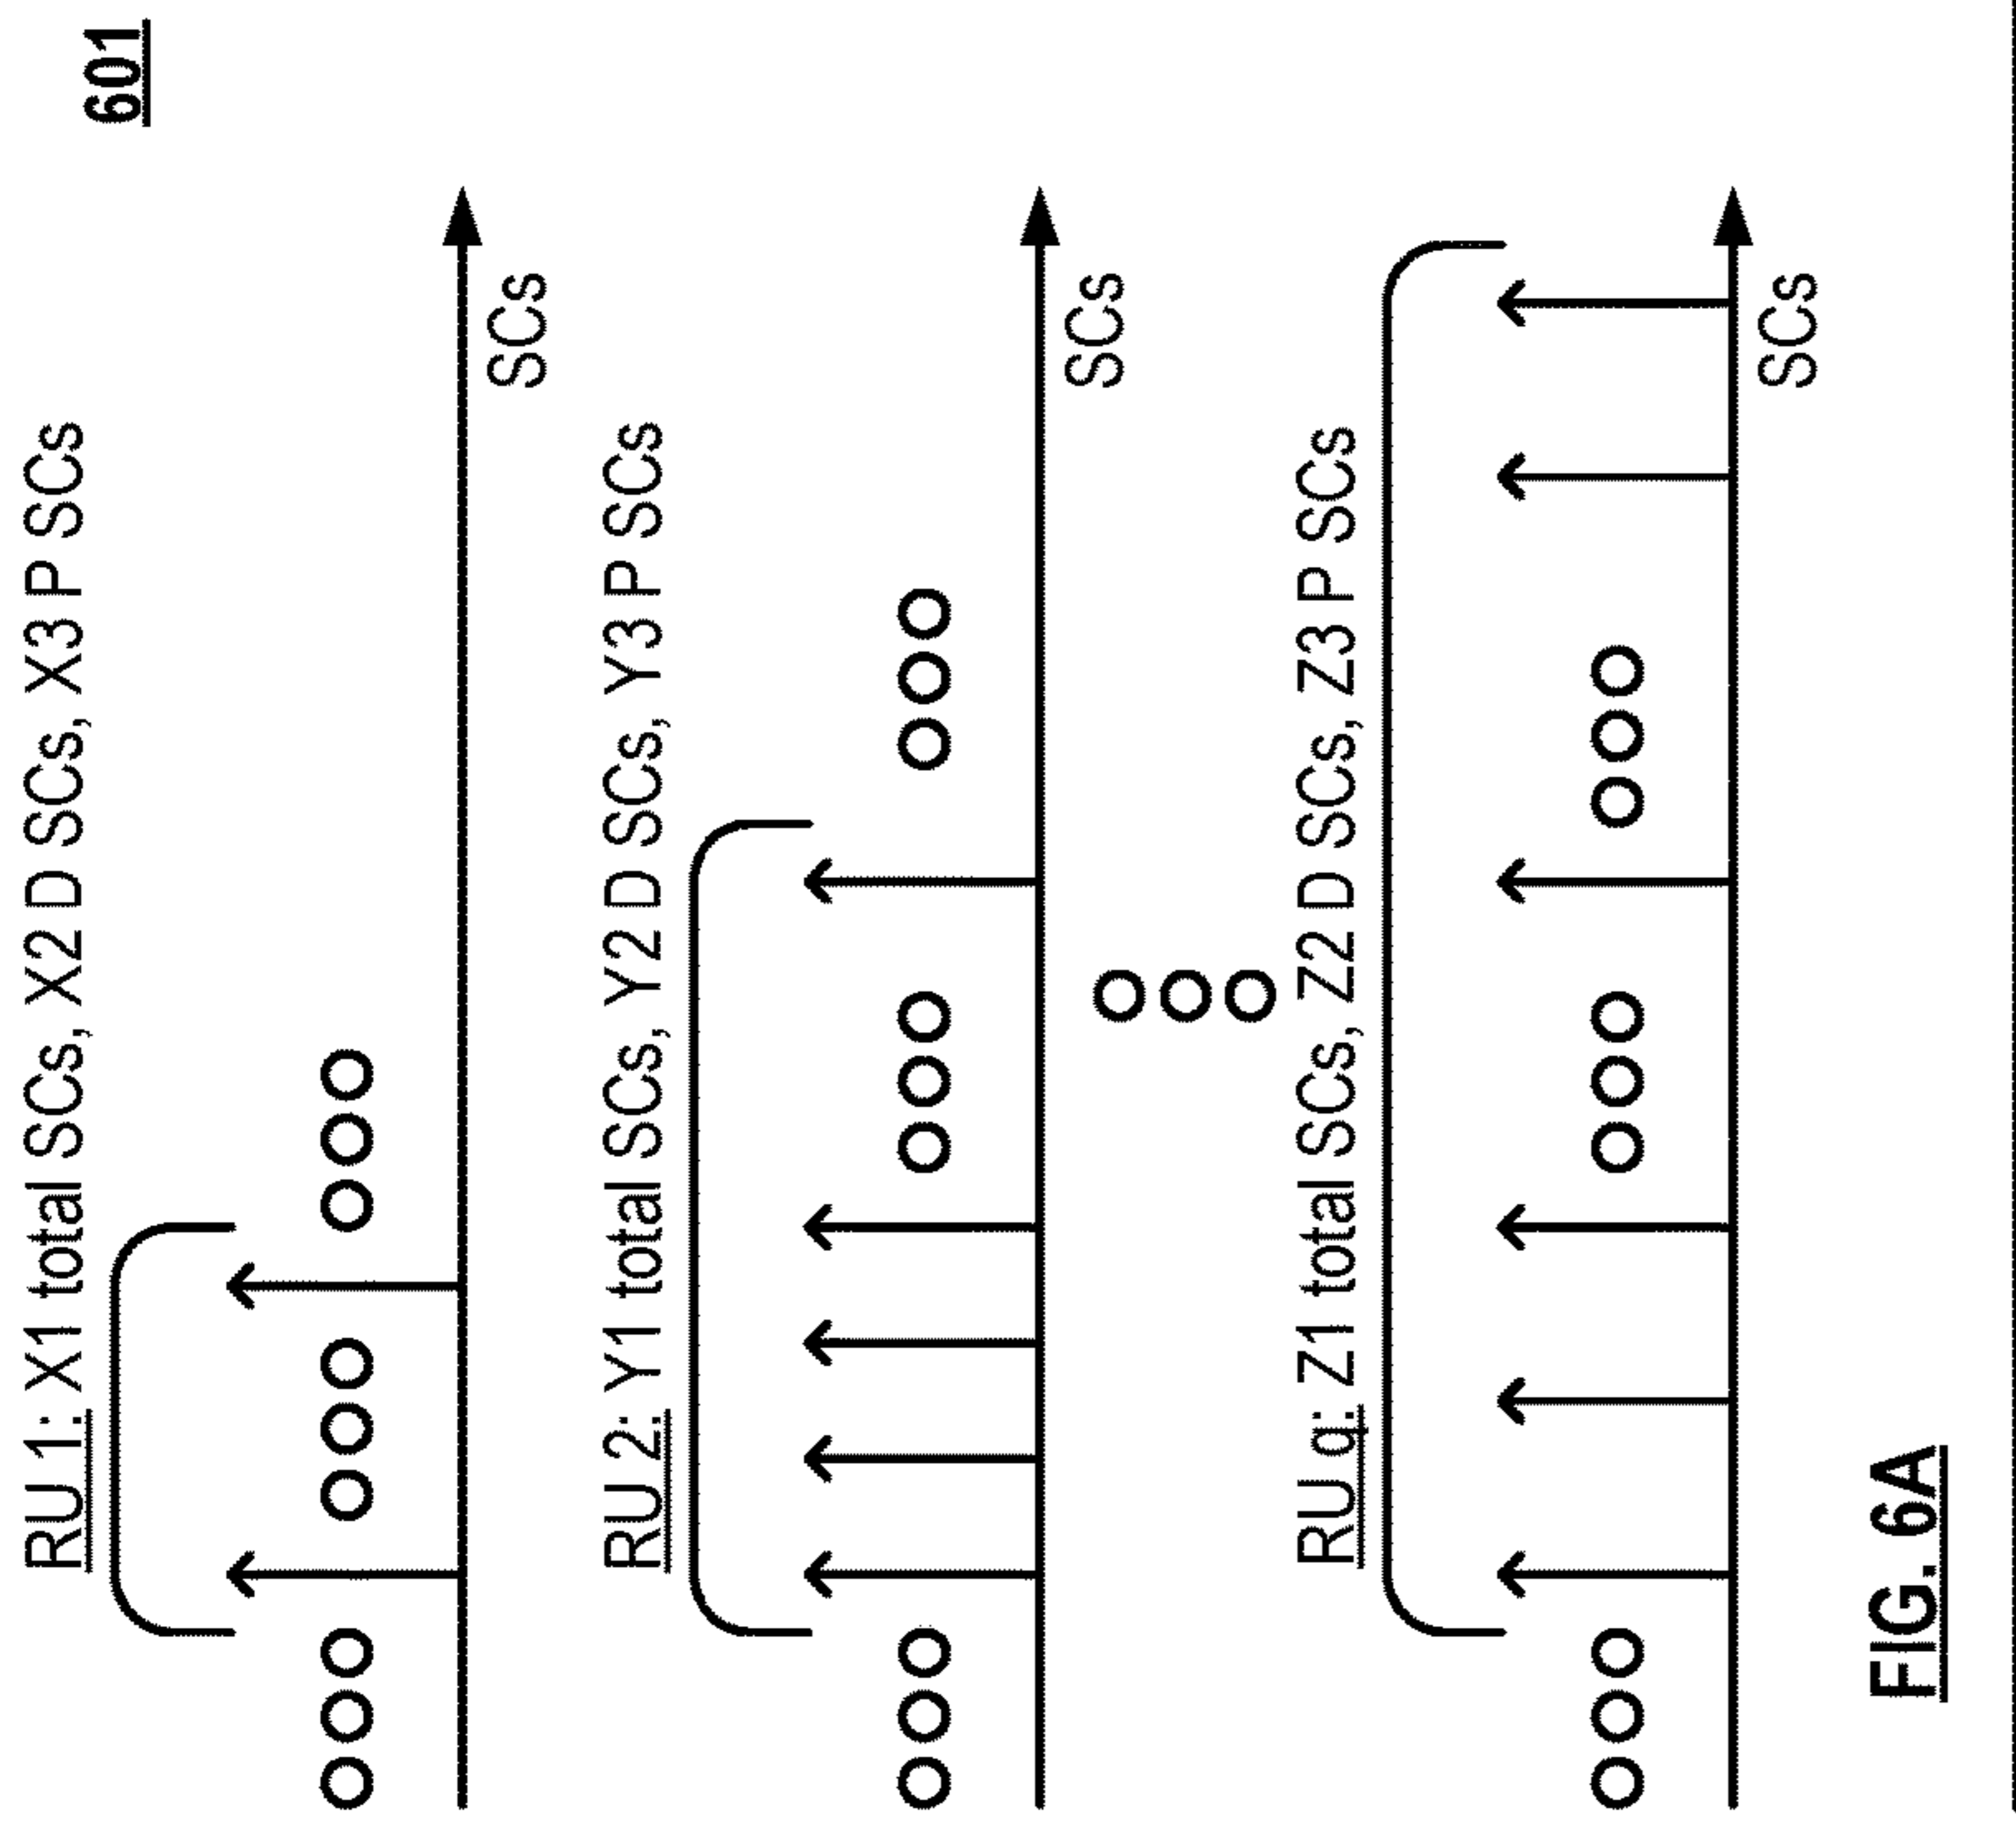 601
RU 1: X1 total SCs, X2 D SCs, X3 P SCs
SCs
RU 2: Y1 total SCs, Y2 D SCs, Y3 P SCs
SCs
RU q: Z1 total SCs, Z2 D SCs, Z3 P SCs
SCs
FIG. 6A